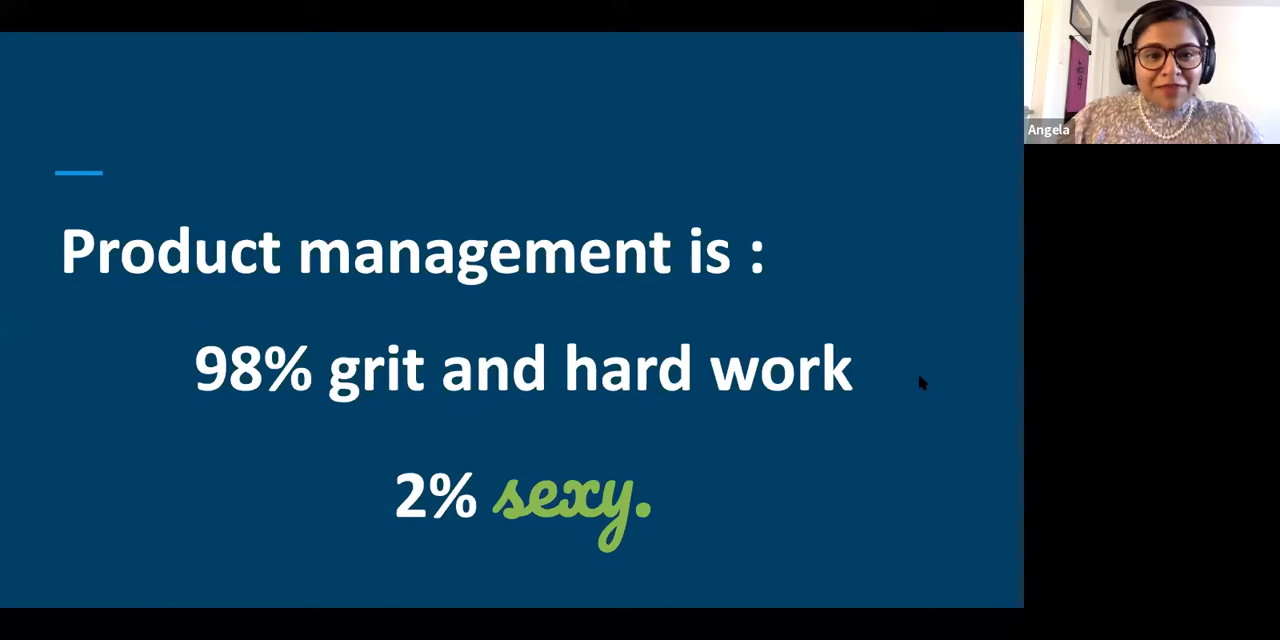 Product management is :
98% grit and hard work
2% sexy.
Angela